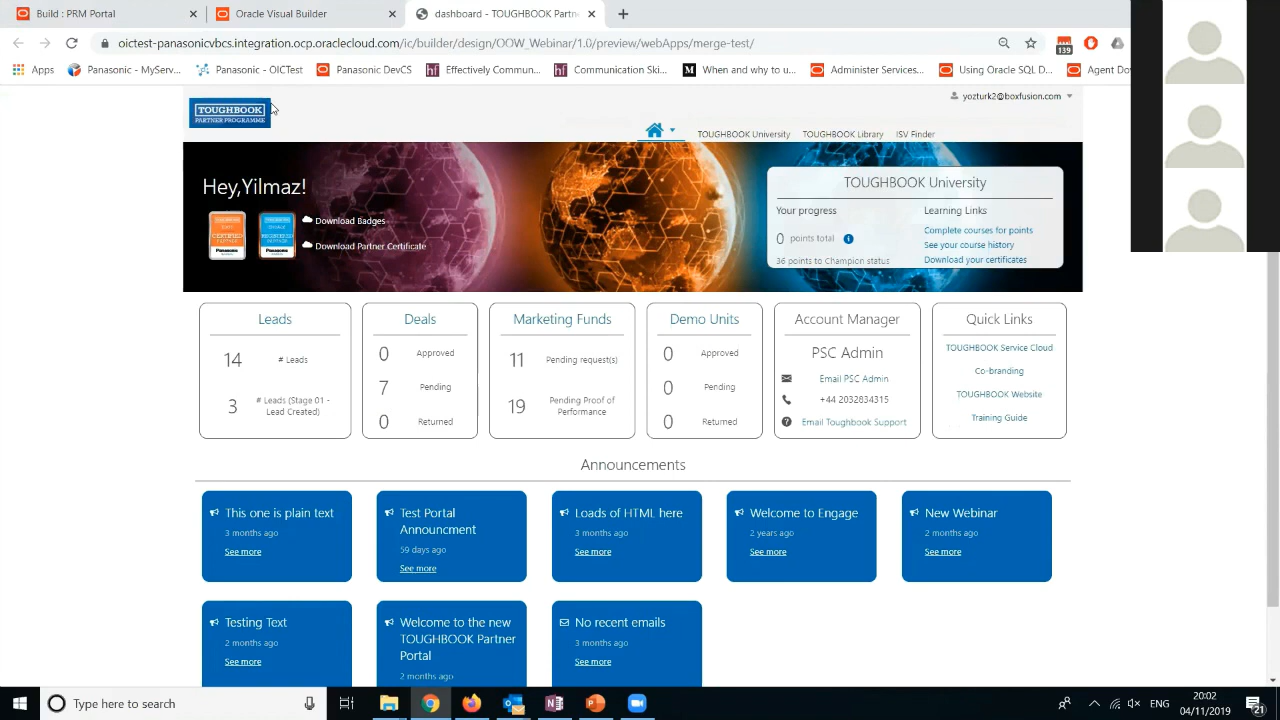 Build : PRM Portal
Oracle Visual Builder
dashboard - TOUGHBOOK Partn
oictest-panasonicvbcs.integration.ocp.oraclecloud.com/ic/builder/design/OOW_Webinar/1.0/preview/webApps/merge-test/
139
Apps
Panasonic - MyServ...
Panasonic - OICTest
Panasonic DevCS
Effectively Commun...
Communication Ski...
When and why to u...
Administer Services...
Using Oracle SQL D...
Agent Do
TOUGHBOOK
PARTNER PROGRAMME
yozturk2@boxfusion.com
TOUGHBOOK University
TOUGHBOOK Library
ISV Finder
Hey,Yilmaz!
Download Badges
Download Partner Certificate
CERTIFIED
PARTNER
Panasonic
REGISTERED
PARTNER
Panasonic
TOUGHBOOK University
Your progress
0 points total
36 points to Champion status
Learning Links
Complete courses for points
See your course history
Download your certificates
Leads
14 # Leads
3 # Leads (Stage 01 -
Lead Created)
Deals
0 Approved
7 Pending
0 Returned
Marketing Funds
11 Pending request(s)
19 Pending Proof of
Performance
Demo Units
0 Approved
0 Pending
0 Returned
Account Manager
PSC Admin
Email PSC Admin
+44 2032834315
Email Toughbook Support
Quick Links
TOUGHBOOK Service Cloud
Co-branding
TOUGHBOOK Website
Training Guide
Announcements
This one is plain text
3 months ago
See more
Test Portal
Announcment
59 days ago
See more
Loads of HTML here
3 months ago
See more
Welcome to Engage
2 years ago
See more
New Webinar
2 months ago
See more
Testing Text
2 months ago
See more
Welcome to the new
TOUGHBOOK Partner
Portal
2 months ago
No recent emails
3 months ago
See more
Type here to search
ENG
20:02
04/11/2019
21